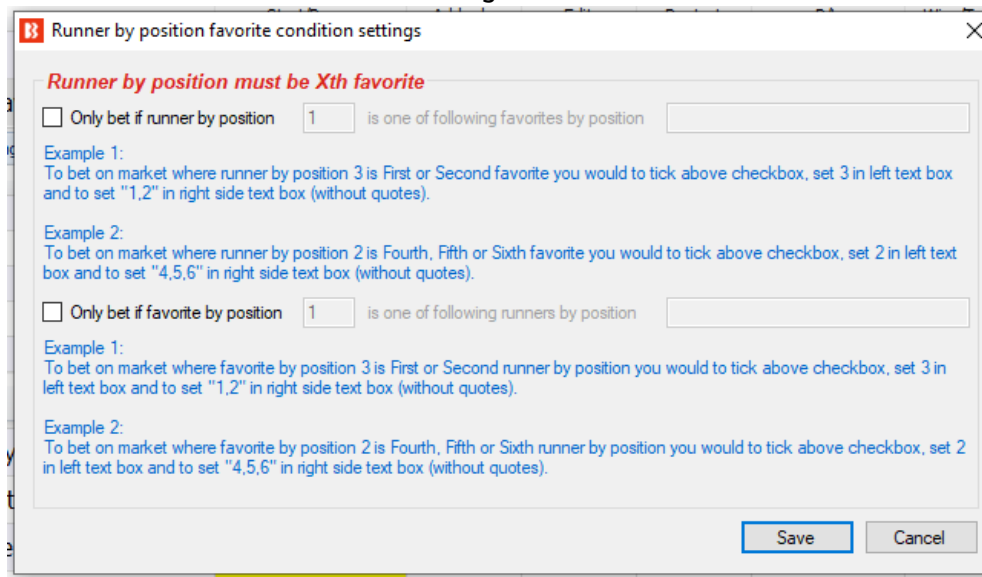 Runner by position favorite condition settings
Runner by position must be Xth favorite
Only bet if runner by position 1 is one of following favorites by position
Example 1:
To bet on market where runner by position 3 is First or Second favorite you would to tick above checkbox, set 3 in left text box
and to set "1,2" in right side text box (without quotes).
Example 2:
To bet on market where runner by position 2 is Fourth, Fifth or Sixth favorite you would to tick above checkbox, set 2 in left text
box and to set "4,5,6" in right side text box (without quotes).
Only bet if favorite by position 1 is one of following runners by position
Example 1:
To bet on market where favorite by position 3 is First or Second runner by position you would to tick above checkbox, set 3 in
left text box and to set "1,2" in right side text box (without quotes).
Example 2:
To bet on market where favorite by position 2 is Fourth, Fifth or Sixth runner by position you would to tick above checkbox, set 2
in left text box and to set "4,5,6" in right side text box (without quotes).
Save Cancel